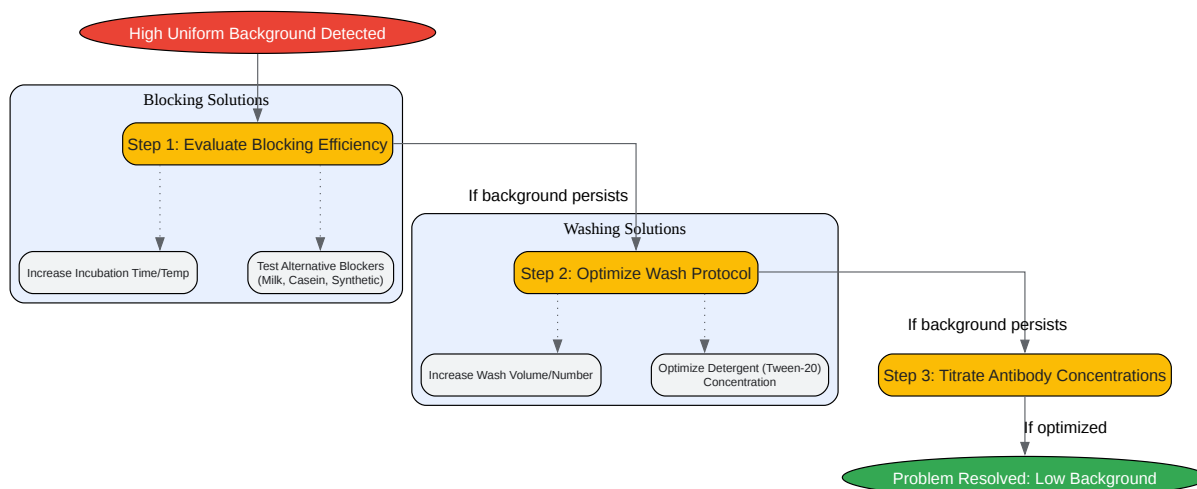 High Uniform Background Detected
Blocking Solutions
Step 1: Evaluate Blocking Efficiency
If background persists
Increase Incubation Time/Temp
Test Alternative Blockers
(Milk, Casein, Synthetic)
Washing Solutions
Step 2: Optimize Wash Protocol
If background persists
Increase Wash Volume/Number
Optimize Detergent (Tween-20)
Concentration
Step 3: Titrate Antibody Concentrations
If optimized
Problem Resolved: Low Background